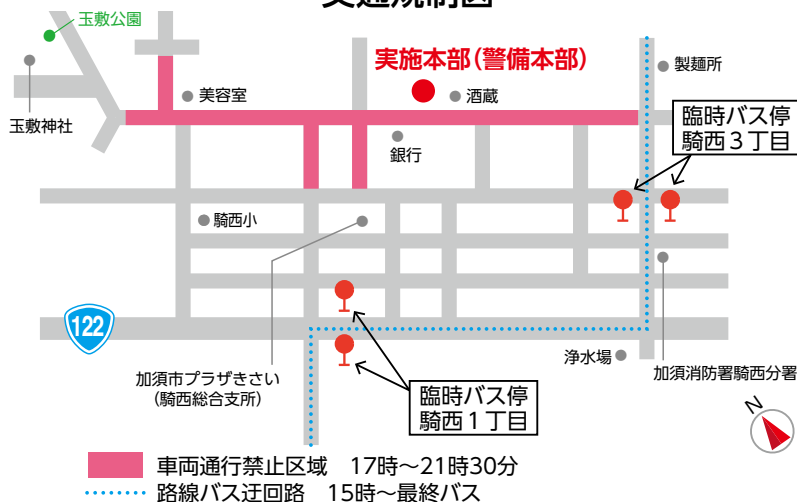 交通規制図
玉敷公園
実施本部（警備本部）
製麺所
美容室
酒蔵
玉敷神社
臨時バス停
騎西３丁目
銀行
騎西小
122
浄水場
加須消防署騎西分署
加須市プラザきさい
（騎西総合支所）
臨時バス停
騎西１丁目
N
車両通行禁止区域　17時～21時30分
路線バス迂回路　15時～最終バス